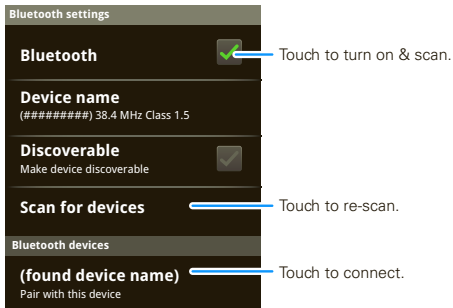 Bluetooth settings
Bluetooth
Touch to turn on & scan.
Device name
(#########) 38.4 MHz Class 1.5
Discoverable
Make device discoverable
Scan for devices
Touch to re-scan.
Bluetooth devices
(found device name)
Touch to connect.
Pair with this device